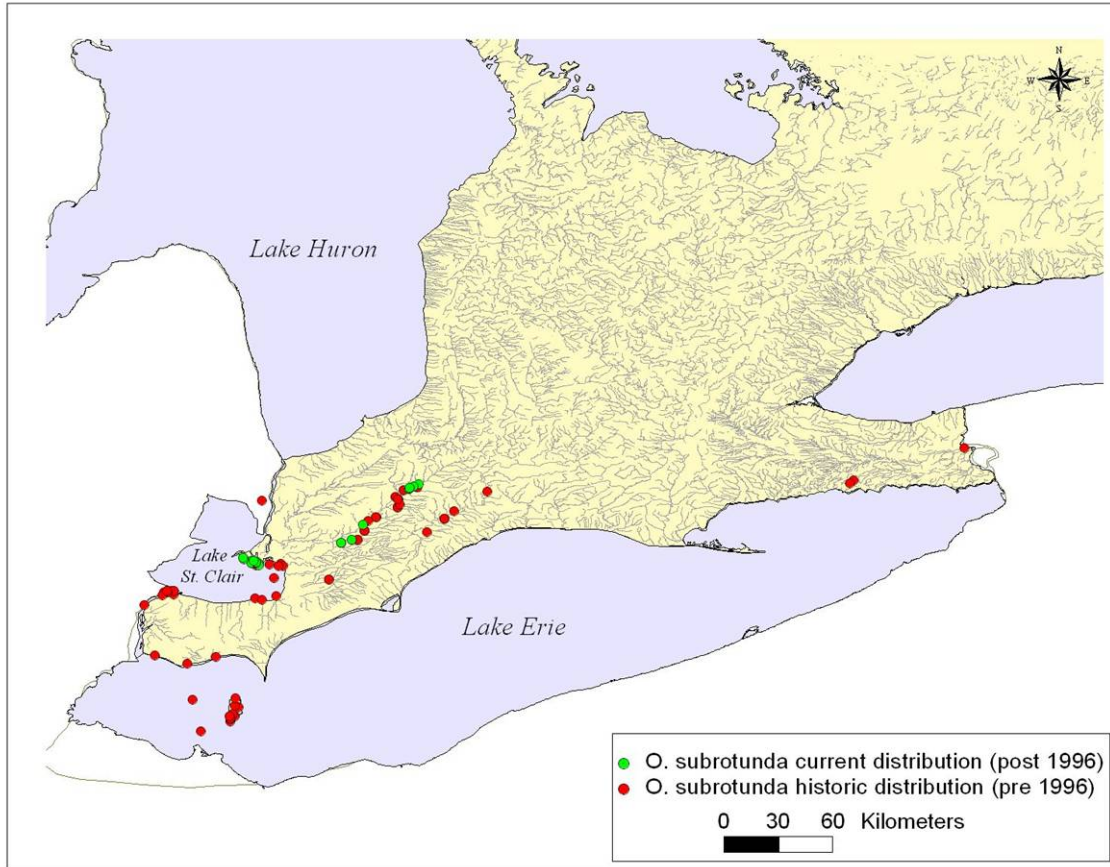 N
W E
S
Lake Huron
Lake
St. Clair
Lake Erie
O. subrotunda current distribution (post 1996)
O. subrotunda historic distribution (pre 1996)
0 30 60 Kilometers